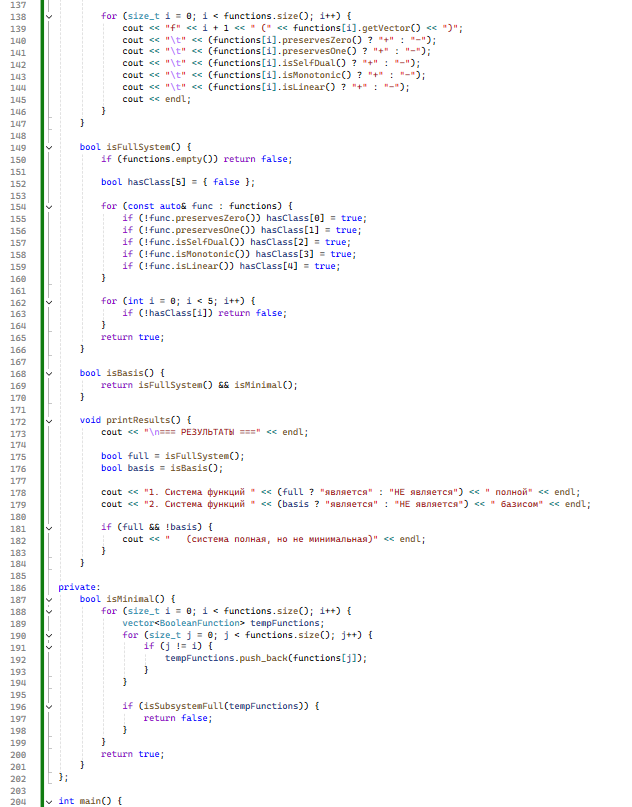 137
138 for (size_t i = 0; i < functions.size(); i++) {
139 cout << "f" << i + 1 << " (" << functions[i].getVector() << ")";
140 cout << "\t" << (functions[i].preservesZero() ? "+" : "-");
141 cout << "\t" << (functions[i].preservesOne() ? "+" : "-");
142 cout << "\t" << (functions[i].isSelfDual() ? "+" : "-");
143 cout << "\t" << (functions[i].isMonotonic() ? "+" : "-");
144 cout << "\t" << (functions[i].isLinear() ? "+" : "-");
145 cout << endl;
146 }
147 }
148
149 bool isFullSystem() {
150 if (functions.empty()) return false;
151
152 bool hasClass[5] = { false };
153
154 for (const auto& func : functions) {
155 if (!func.preservesZero()) hasClass[0] = true;
156 if (!func.preservesOne()) hasClass[1] = true;
157 if (!func.isSelfDual()) hasClass[2] = true;
158 if (!func.isMonotonic()) hasClass[3] = true;
159 if (!func.isLinear()) hasClass[4] = true;
160 }
161
162 for (int i = 0; i < 5; i++) {
163 if (!hasClass[i]) return false;
164 }
165 return true;
166 }
167
168 bool isBasis() {
169 return isFullSystem() && isMinimal();
170 }
171
172 void printResults() {
173 cout << "\n=== РЕЗУЛЬТАТЫ ===" << endl;
174
175 bool full = isFullSystem();
176 bool basis = isBasis();
177
178 cout << "1. Система функций " << (full ? "является" : "НЕ является") << " полной" << endl;
179 cout << "2. Система функций " << (basis ? "является" : "НЕ является") << " базисом" << endl;
180
181 if (full && !basis) {
182 cout << "   (система полная, но не минимальная)" << endl;
183 }
184 }
185
186 private:
187 bool isMinimal() {
188 for (size_t i = 0; i < functions.size(); i++) {
189 vector<BooleanFunction> tempFunctions;
190 for (size_t j = 0; j < functions.size(); j++) {
191 if (j != i) {
192 tempFunctions.push_back(functions[j]);
193 }
194 }
195
196 if (isSubsystemFull(tempFunctions)) {
197 return false;
198 }
199 }
200 return true;
201 }
202 };
203
204 int main() {